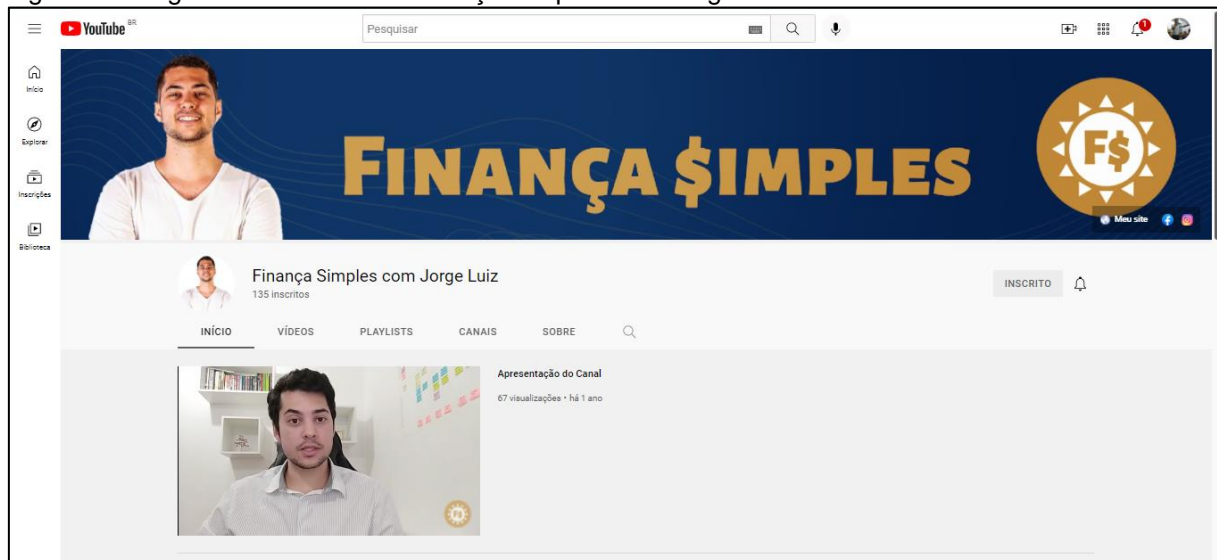 YouTube BR
Pesquisar
1
Início
Explorar
Inscrições
Biblioteca
FINANÇA $IMPLES
F$
Meu site
Finança Simples com Jorge Luiz
135 inscritos
INSCRITO
INÍCIO VÍDEOS PLAYLISTS CANAIS SOBRE
Apresentação do Canal
67 visualizações • há 1 ano